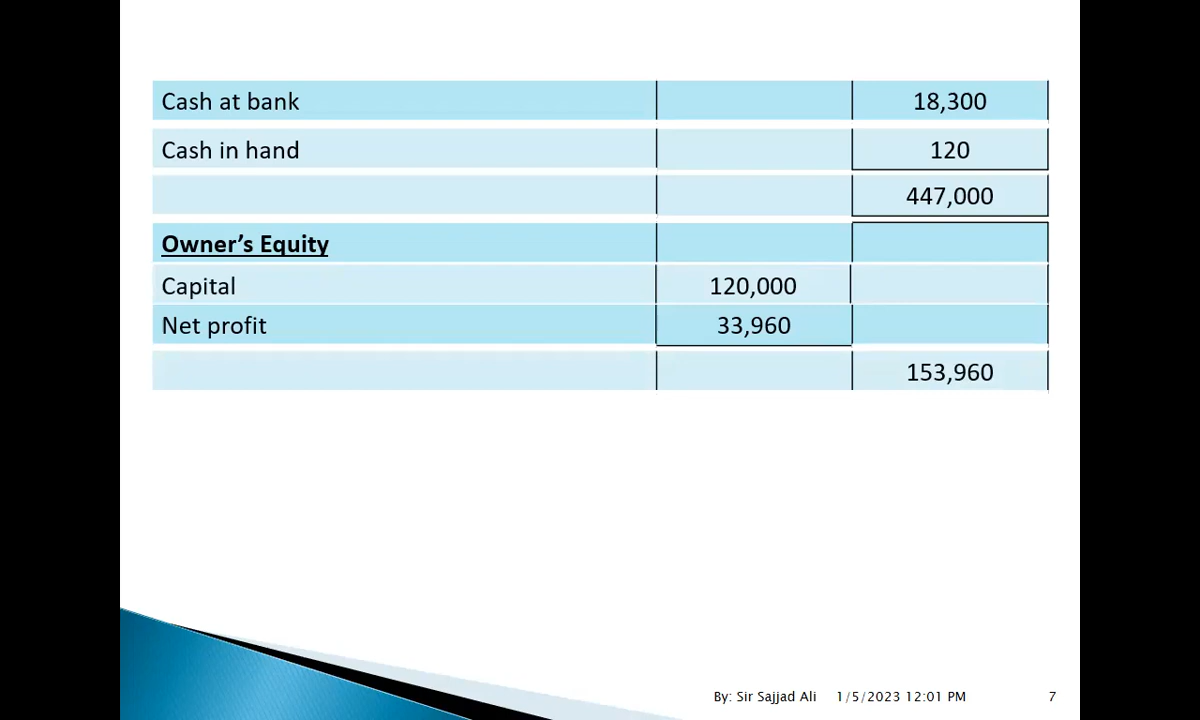 Cash at bank 18,300
Cash in hand 120
447,000
Owner’s Equity
Capital 120,000
Net profit 33,960
153,960
By: Sir Sajjad Ali 1/5/2023 12:01 PM 7